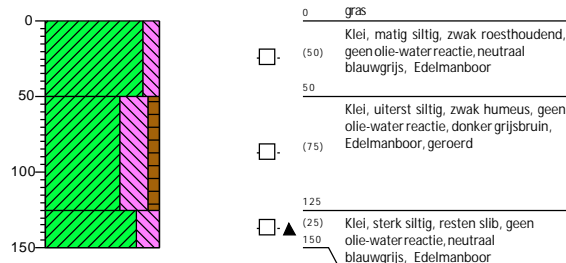 0
50
100
150
0 gras
(50) Klei, matig siltig, zwak roesthoudend,
geen olie-water reactie, neutraal
blauwgrijs, Edelmanboor
50
(75) Klei, uiterst siltig, zwak humeus, geen
olie-water reactie, donker grijsbruin,
Edelmanboor, geroerd
125
(25) Klei, sterk siltig, resten slib, geen
150 olie-water reactie, neutraal
blauwgrijs, Edelmanboor